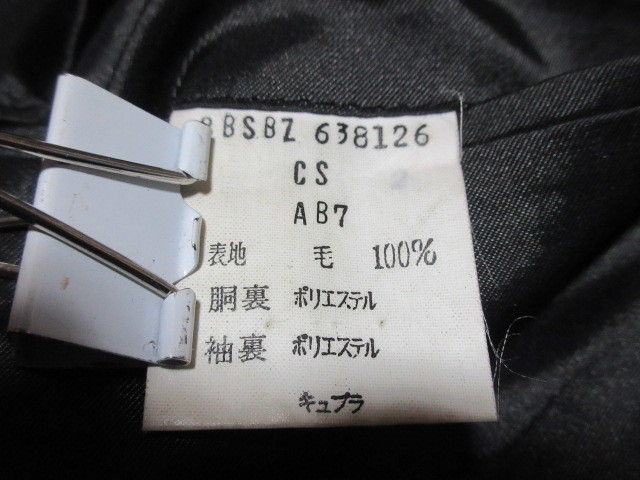 BBSBZ 638126
CS
AB7
表地 毛 100%
胴裏 ポリエステル
袖裏 ポリエステル
キュプラ